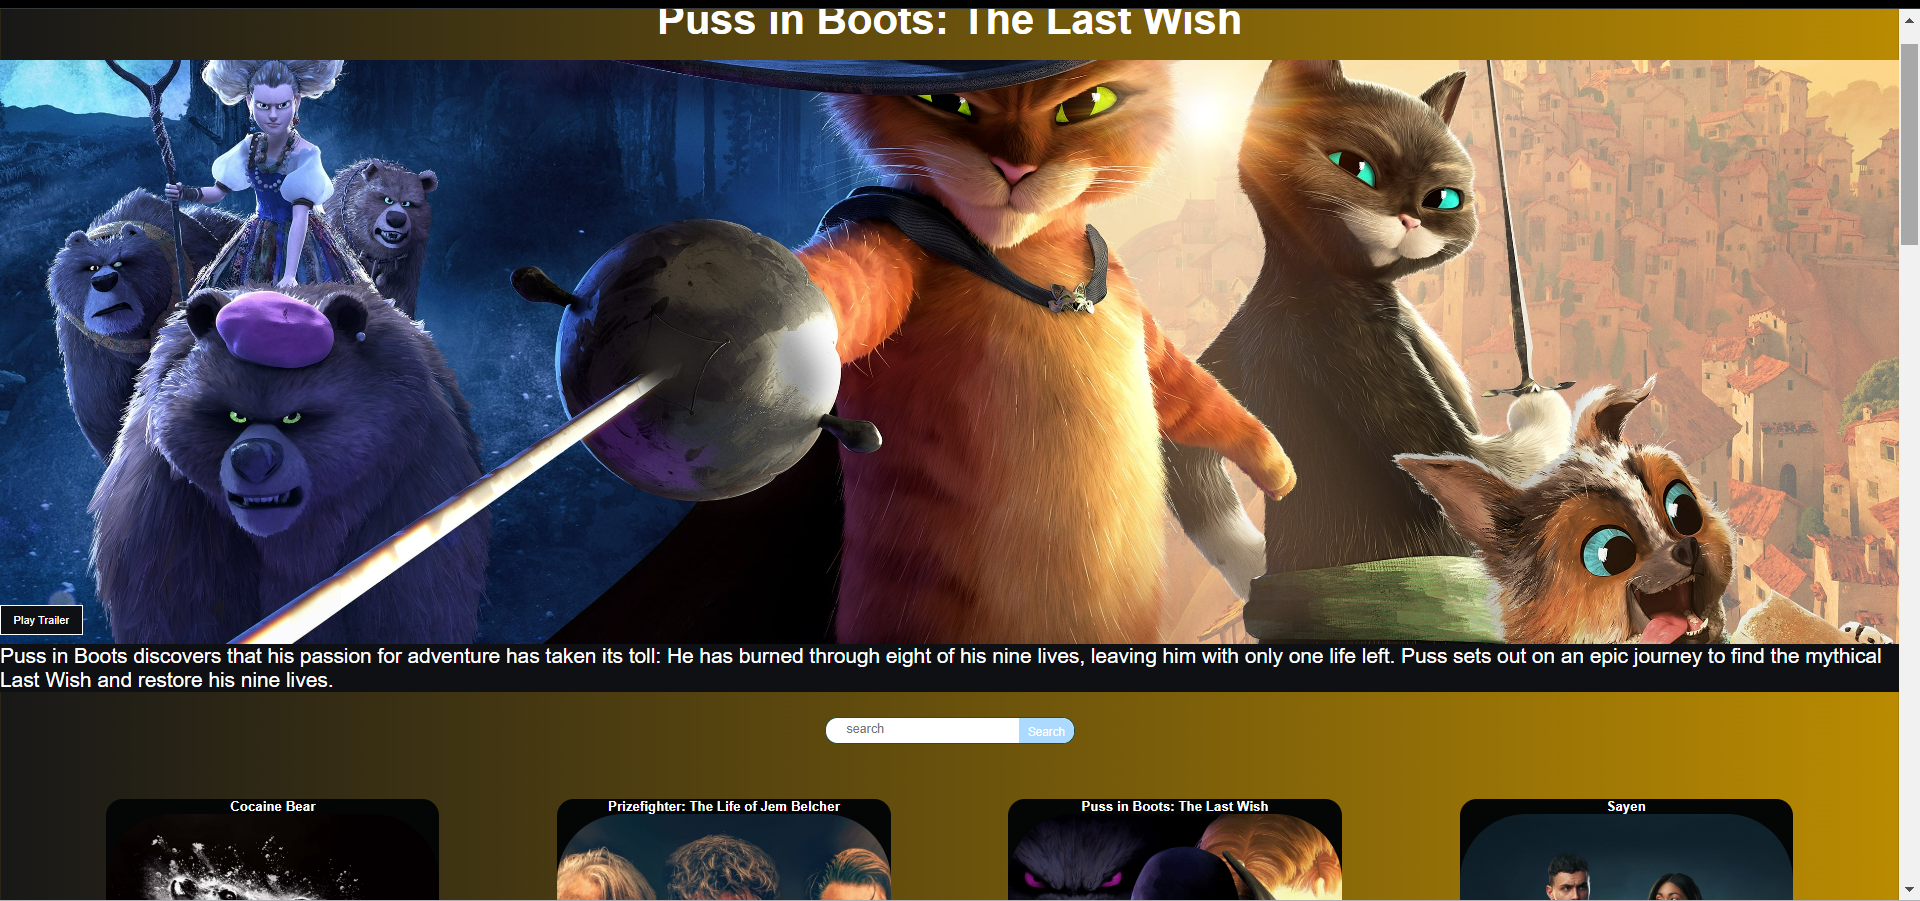 Puss in Boots: The Last Wish
Play Trailer
Puss in Boots discovers that his passion for adventure has taken its toll: He has burned through eight of his nine lives, leaving him with only one life left. Puss sets out on an epic journey to find the mythical
Last Wish and restore his nine lives.
search Search
Cocaine Bear Prizefighter: The Life of Jem Belcher Puss in Boots: The Last Wish Sayen